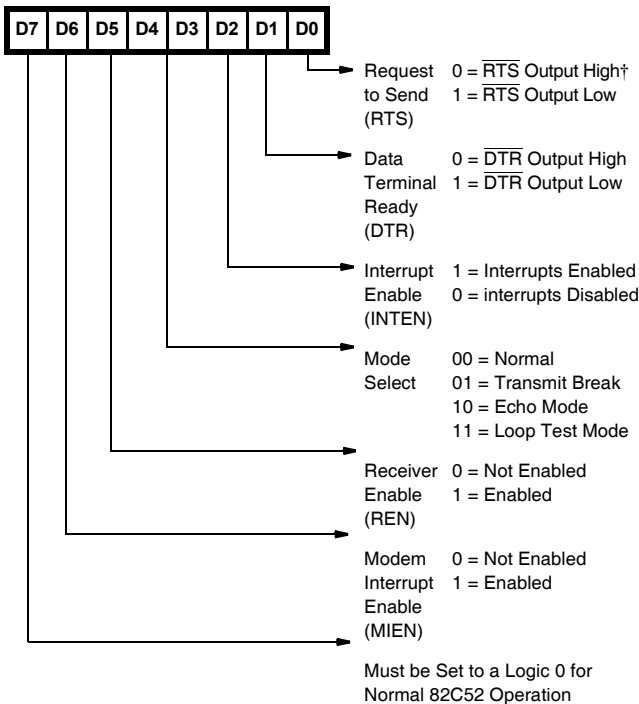 D7 D6 D5 D4 D3 D2 D1 D0
Request 0 = RTS Output High†
to Send 1 = RTS Output Low
(RTS)
Data 0 = DTR Output High
Terminal 1 = DTR Output Low
Ready
(DTR)
Interrupt 1 = Interrupts Enabled
Enable 0 = interrupts Disabled
(INTEN)
Mode 00 = Normal
Select 01 = Transmit Break
10 = Echo Mode
11 = Loop Test Mode
Receiver 0 = Not Enabled
Enable 1 = Enabled
(REN)
Modem 0 = Not Enabled
Interrupt 1 = Enabled
Enable
(MIEN)
Must be Set to a Logic 0 for
Normal 82C52 Operation